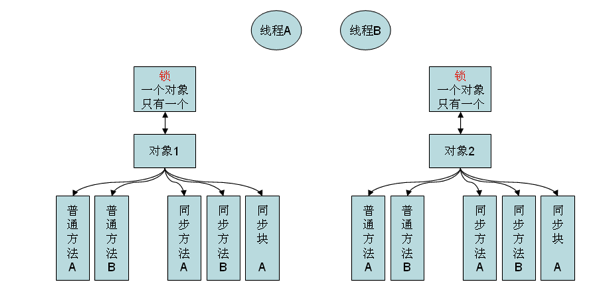 线程A
线程B
锁
一个对象
只有一个
锁
一个对象
只有一个
对象1
对象2
普通方法A
普通方法B
同步方法A
同步方法B
同步块 A
普通方法A
普通方法B
同步方法A
同步方法B
同步块 A